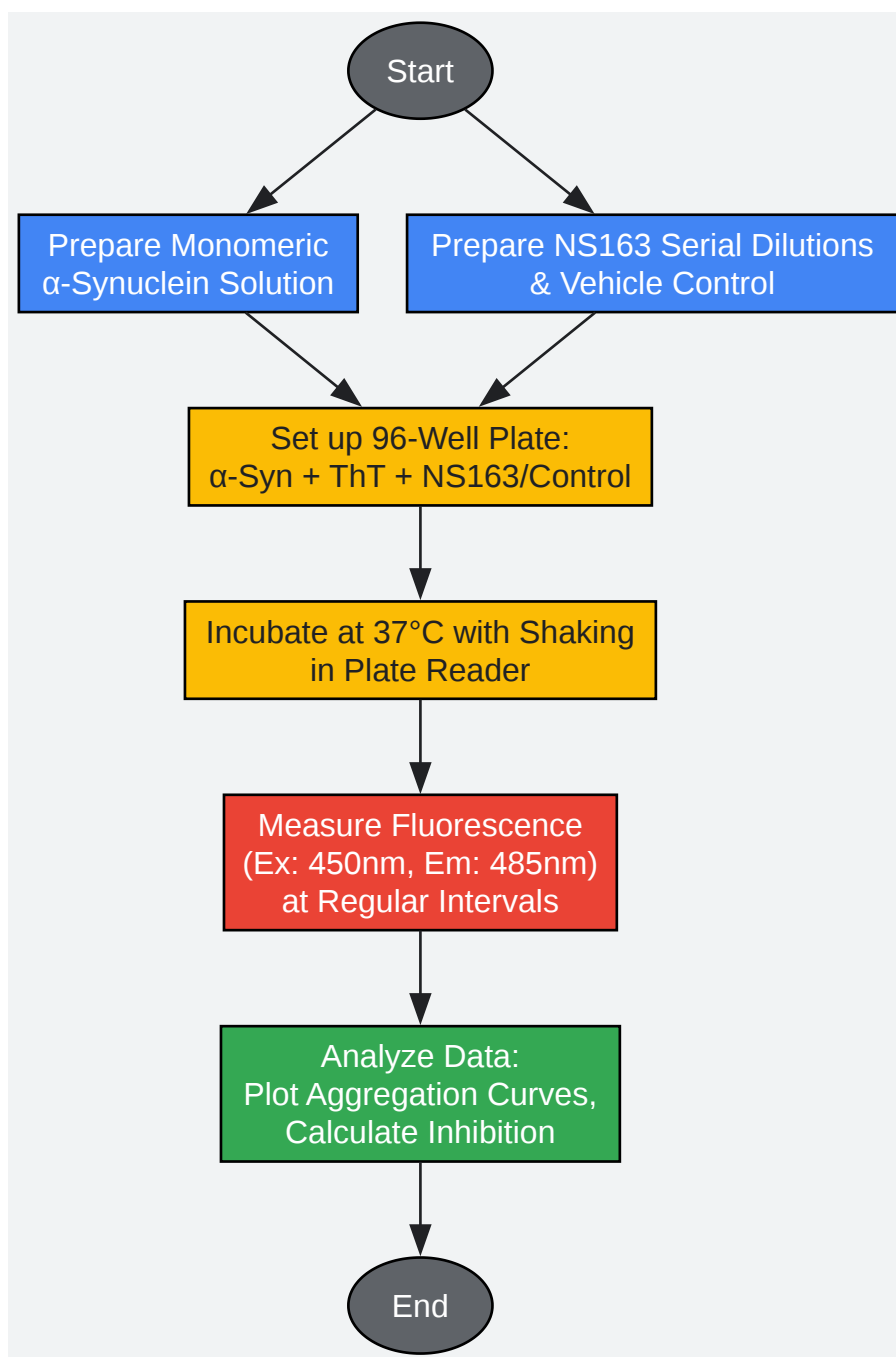 Start
Prepare Monomeric
α-Synuclein Solution
Prepare NS163 Serial Dilutions
& Vehicle Control
Set up 96-Well Plate:
α-Syn + ThT + NS163/Control
Incubate at 37°C with Shaking
in Plate Reader
Measure Fluorescence
(Ex: 450nm, Em: 485nm)
at Regular Intervals
Analyze Data:
Plot Aggregation Curves,
Calculate Inhibition
End